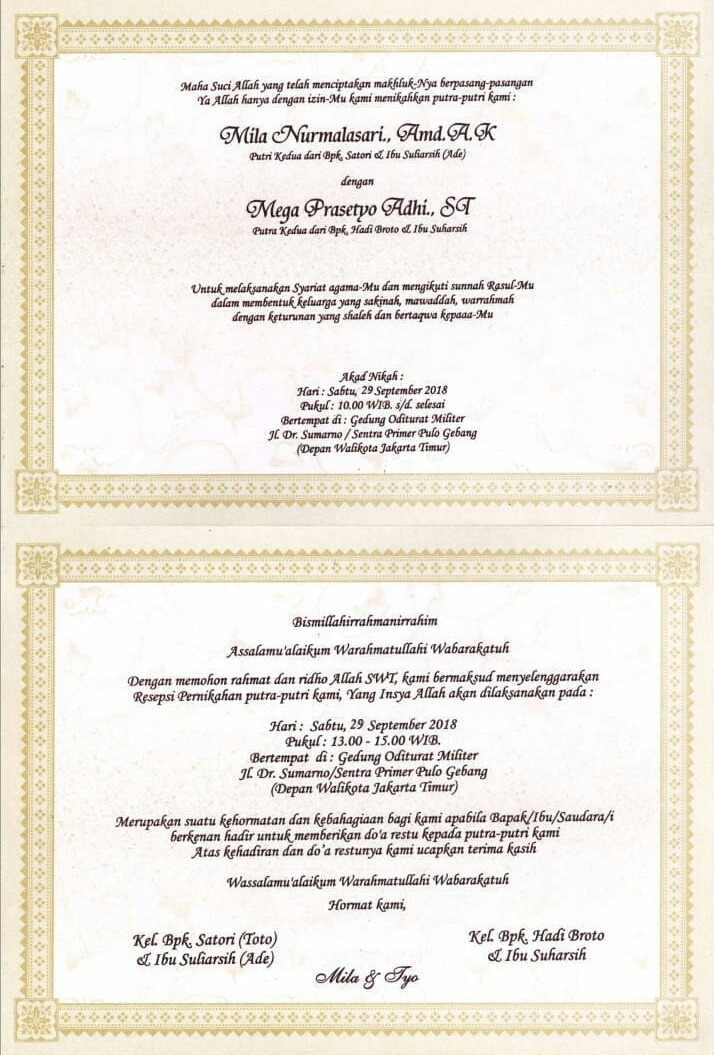 Maha Suci Allah yang telah menciptakan makhluk-Nya berpasang-pasangan
Ya Allah hanya dengan izin-Mu kami menikahkan putra-putri kami :
Mila Nurmalasari., Amd.A.K
Putri Kedua dari Bpk. Satori & Ibu Suliarsih (Ade)
dengan
Mega Prasetyo Adhi., ST
Putra Kedua dari Bpk. Hadi Broto & Ibu Suharsih
Untuk melaksanakan Syariat agama-Mu dan mengikuti sunnah Rasul-Mu
dalam membentuk keluarga yang sakinah, mawaddah, warrahmah
dengan keturunan yang shaleh dan bertaqwa kepaaa-Mu
Akad Nikah :
Hari : Sabtu, 29 September 2018
Pukul : 10.00 WIB. s/d. selesai
Bertempat di : Gedung Oditurat Militer
Jl. Dr. Sumarno / Sentra Primer Pulo Gebang
(Depan Walikota Jakarta Timur)
Bismillahirrahmanirrahim
Assalamu'alaikum Warahmatullahi Wabarakatuh
Dengan memohon rahmat dan ridho Allah SWT, kami bermaksud menyelenggarakan
Resepsi Pernikahan putra-putri kami, Yang Insya Allah akan dilaksanakan pada :
Hari : Sabtu, 29 September 2018
Pukul : 13.00 - 15.00 WIB.
Bertempat di : Gedung Oditurat Militer
Jl. Dr. Sumarno/Sentra Primer Pulo Gebang
(Depan Walikota Jakarta Timur)
Merupakan suatu kehormatan dan kebahagiaan bagi kami apabila Bapak/Ibu/Saudara/i
berkenan hadir untuk memberikan do'a restu kepada putra-putri kami
Atas kehadiran dan do'a restunya kami ucapkan terima kasih
Wassalamu'alaikum Warahmatullahi Wabarakatuh
Hormat kami,
Kel. Bpk. Satori (Toto)
& Ibu Suliarsih (Ade)
Kel. Bpk. Hadi Broto
& Ibu Suharsih
Mila & Tyo